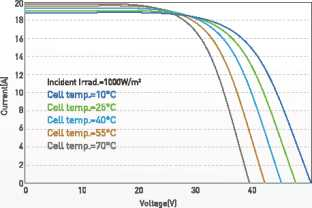 20
18
16
14
12
10
8
6
4
2
0
Current[A]
Incident Irrad.=1000W/m²
Cell temp.=10°C
Cell temp.=25°C
Cell temp.=40°C
Cell temp.=55°C
Cell temp.=70°C
0 10 20 30 40
Voltage[V]